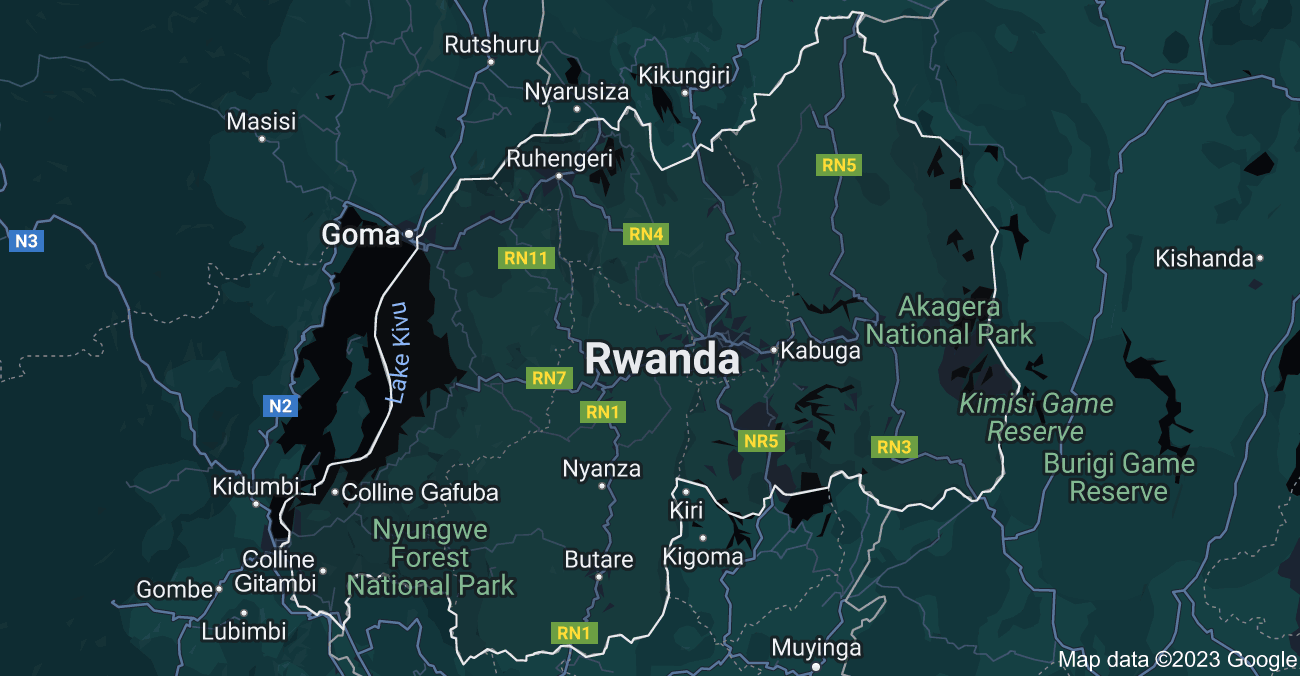 Rutshuru
Kikungiri
Nyarusiza
Masisi
Ruhengeri
RN5
Goma
RN4
N3
RN11
Kishanda
Akagera
National Park
Lake Kivu
Rwanda
Kabuga
RN7
N2
RN1
Kimisi Game
Reserve
NR5
RN3
Nyanza
Burigi Game
Reserve
Kidumbi
Colline Gafuba
Kiri
Nyungwe
Forest
National Park
Colline
Gitambi
Butare
Kigoma
Gombe
Lubimbi
RN1
Muyinga
Map data ©2023 Google